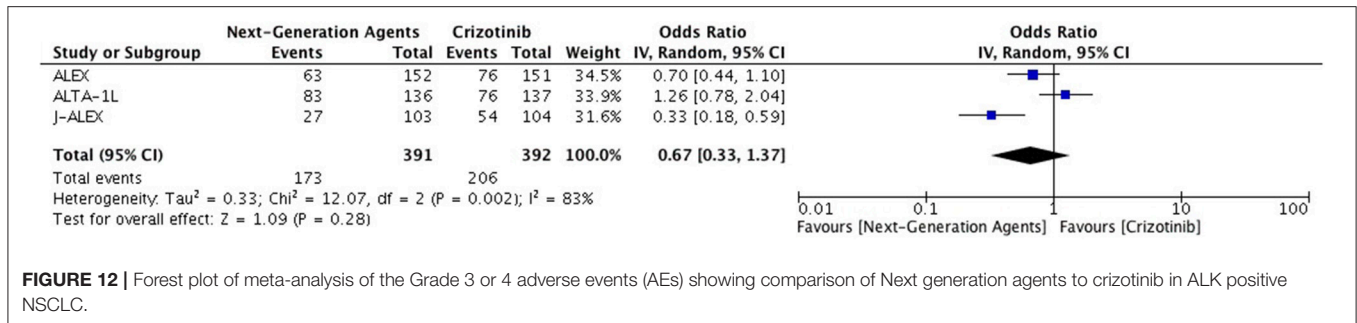 Next-Generation Agents Crizotinib Odds Ratio Odds Ratio
Study or Subgroup Events Total Events Total Weight IV, Random, 95% CI IV, Random, 95% CI
ALEX 63 152 76 151 34.5% 0.70 [0.44, 1.10]
ALTA-1L 83 136 76 137 33.9% 1.26 [0.78, 2.04]
J-ALEX 27 103 54 104 31.6% 0.33 [0.18, 0.59]
Total (95% CI) 391 392 100.0% 0.67 [0.33, 1.37]
Total events 173 206
Heterogeneity: Tau² = 0.33; Chi² = 12.07, df = 2 (P = 0.002); I² = 83%
Test for overall effect: Z = 1.09 (P = 0.28)
0.01 0.1 1 10 100
Favours [Next-Generation Agents] Favours [Crizotinib]
FIGURE 12 | Forest plot of meta-analysis of the Grade 3 or 4 adverse events (AEs) showing comparison of Next generation agents to crizotinib in ALK positive
NSCLC.